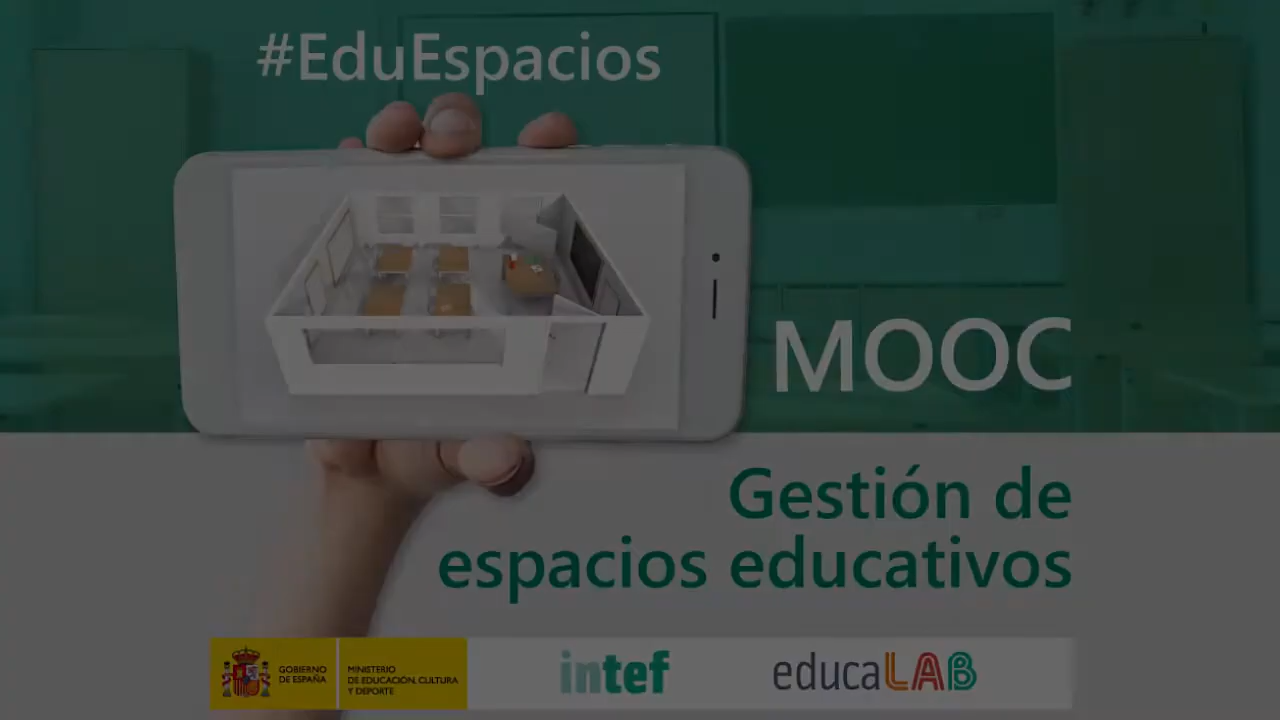 #EduEspacios
MOOC
Gestión de
espacios educativos
GOBIERNO
DE ESPAÑA
MINISTERIO
DE EDUCACIÓN, CULTURA
Y DEPORTE
intef
educaLAB